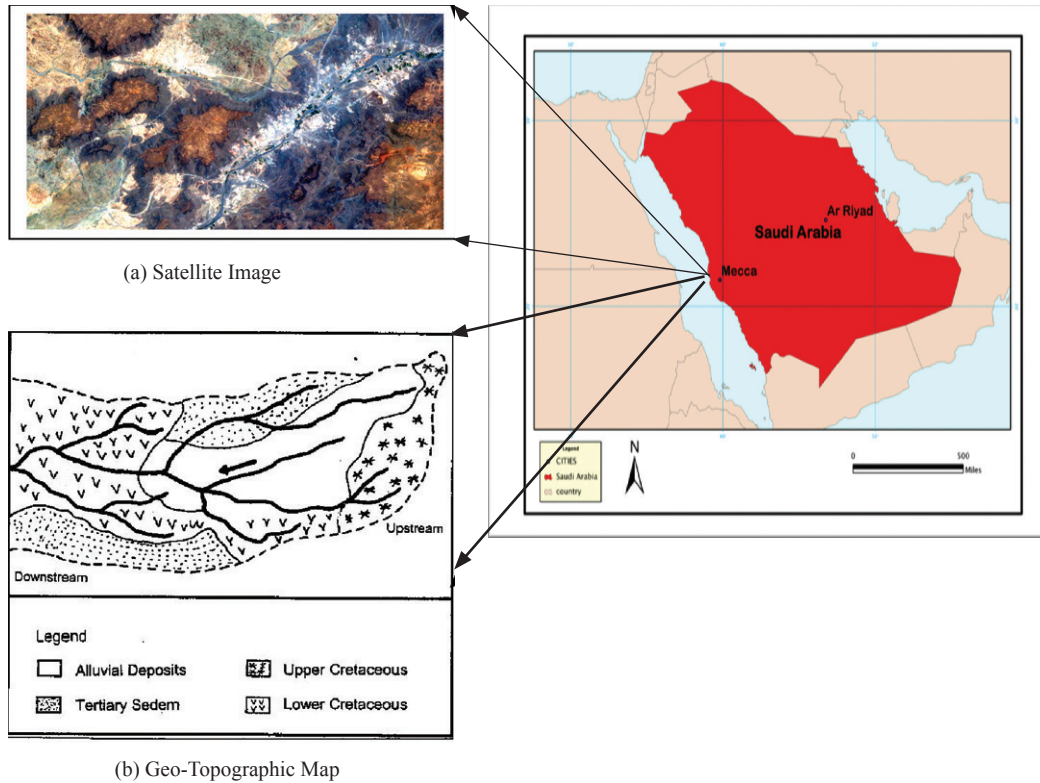 (a) Satellite Image
Upstream
Downstream
Legend
Alluvial Deposits
Upper Cretaceous
Tertiary Sedem
Lower Cretaceous
(b) Geo-Topographic Map
Ar Riyad
Saudi Arabia
Mecca
Legend
CITIES
Saudi Arabia
country
N
0 500
Miles